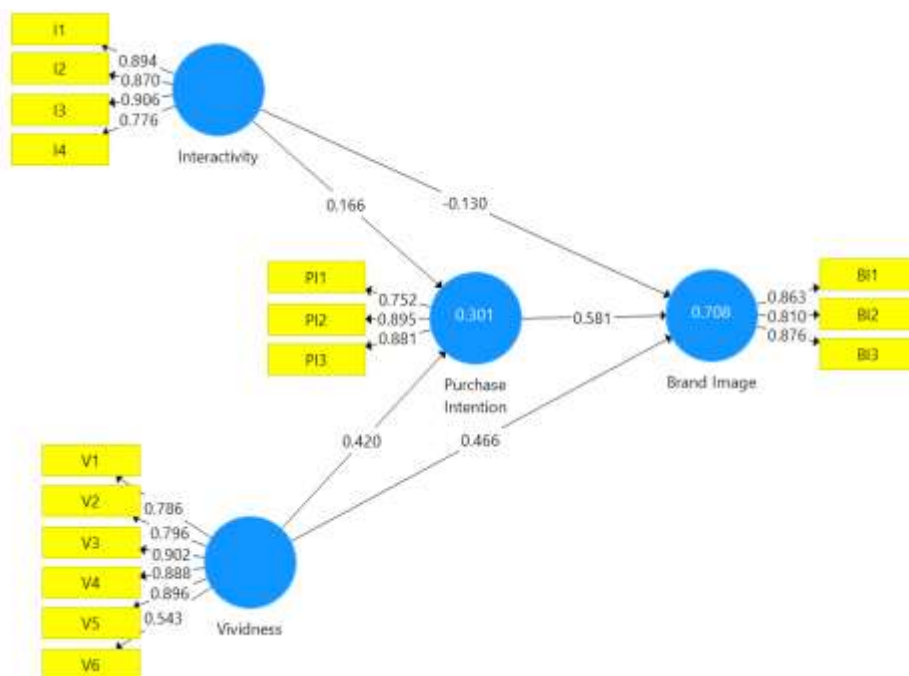 I1
I2
I3
I4
0.894
0.870
0.906
0.776
Interactivity
0.166
-0.130
PI1
PI2
PI3
0.752
0.895
0.881
0.301
Purchase
Intention
0.581
0.708
Brand Image
0.863
0.810
0.876
BI1
BI2
BI3
0.420
0.466
V1
V2
V3
V4
V5
V6
0.786
0.796
0.902
0.888
0.896
0.543
Vividness